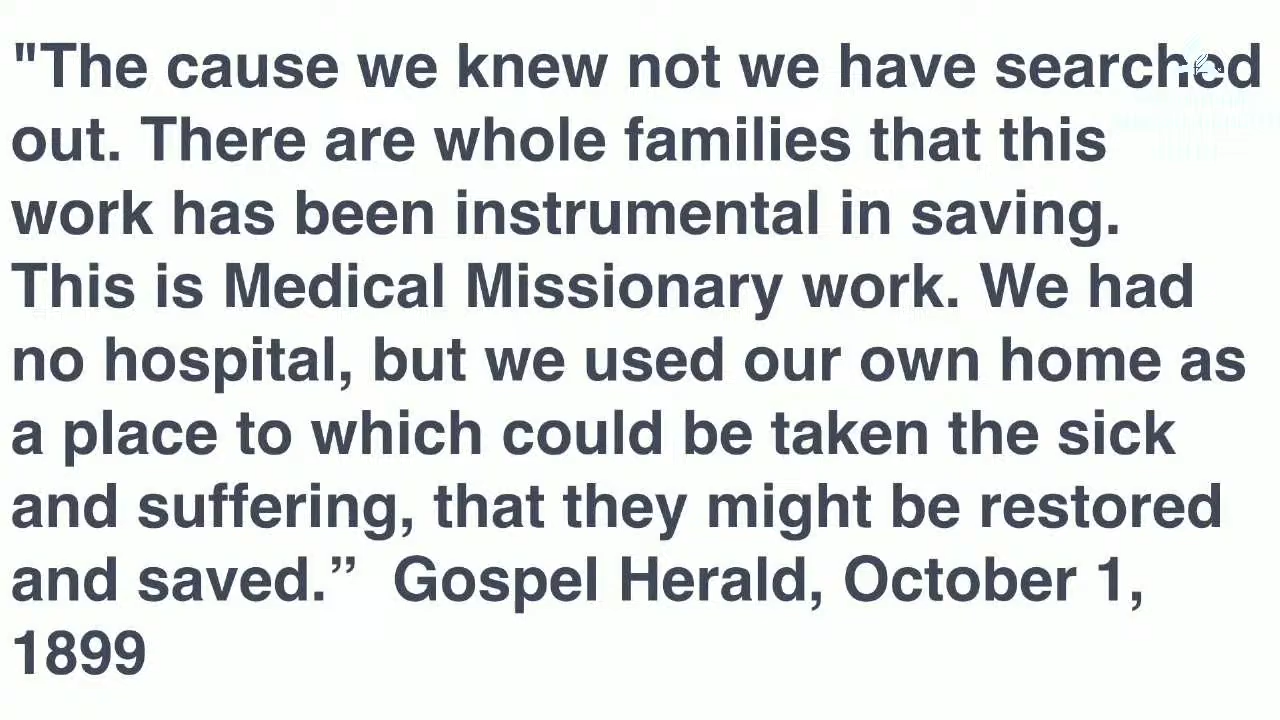 "The cause we knew not we have searched
out. There are whole families that this
work has been instrumental in saving.
This is Medical Missionary work. We had
no hospital, but we used our own home as
a place to which could be taken the sick
and suffering, that they might be restored
and saved.”  Gospel Herald, October 1,
1899